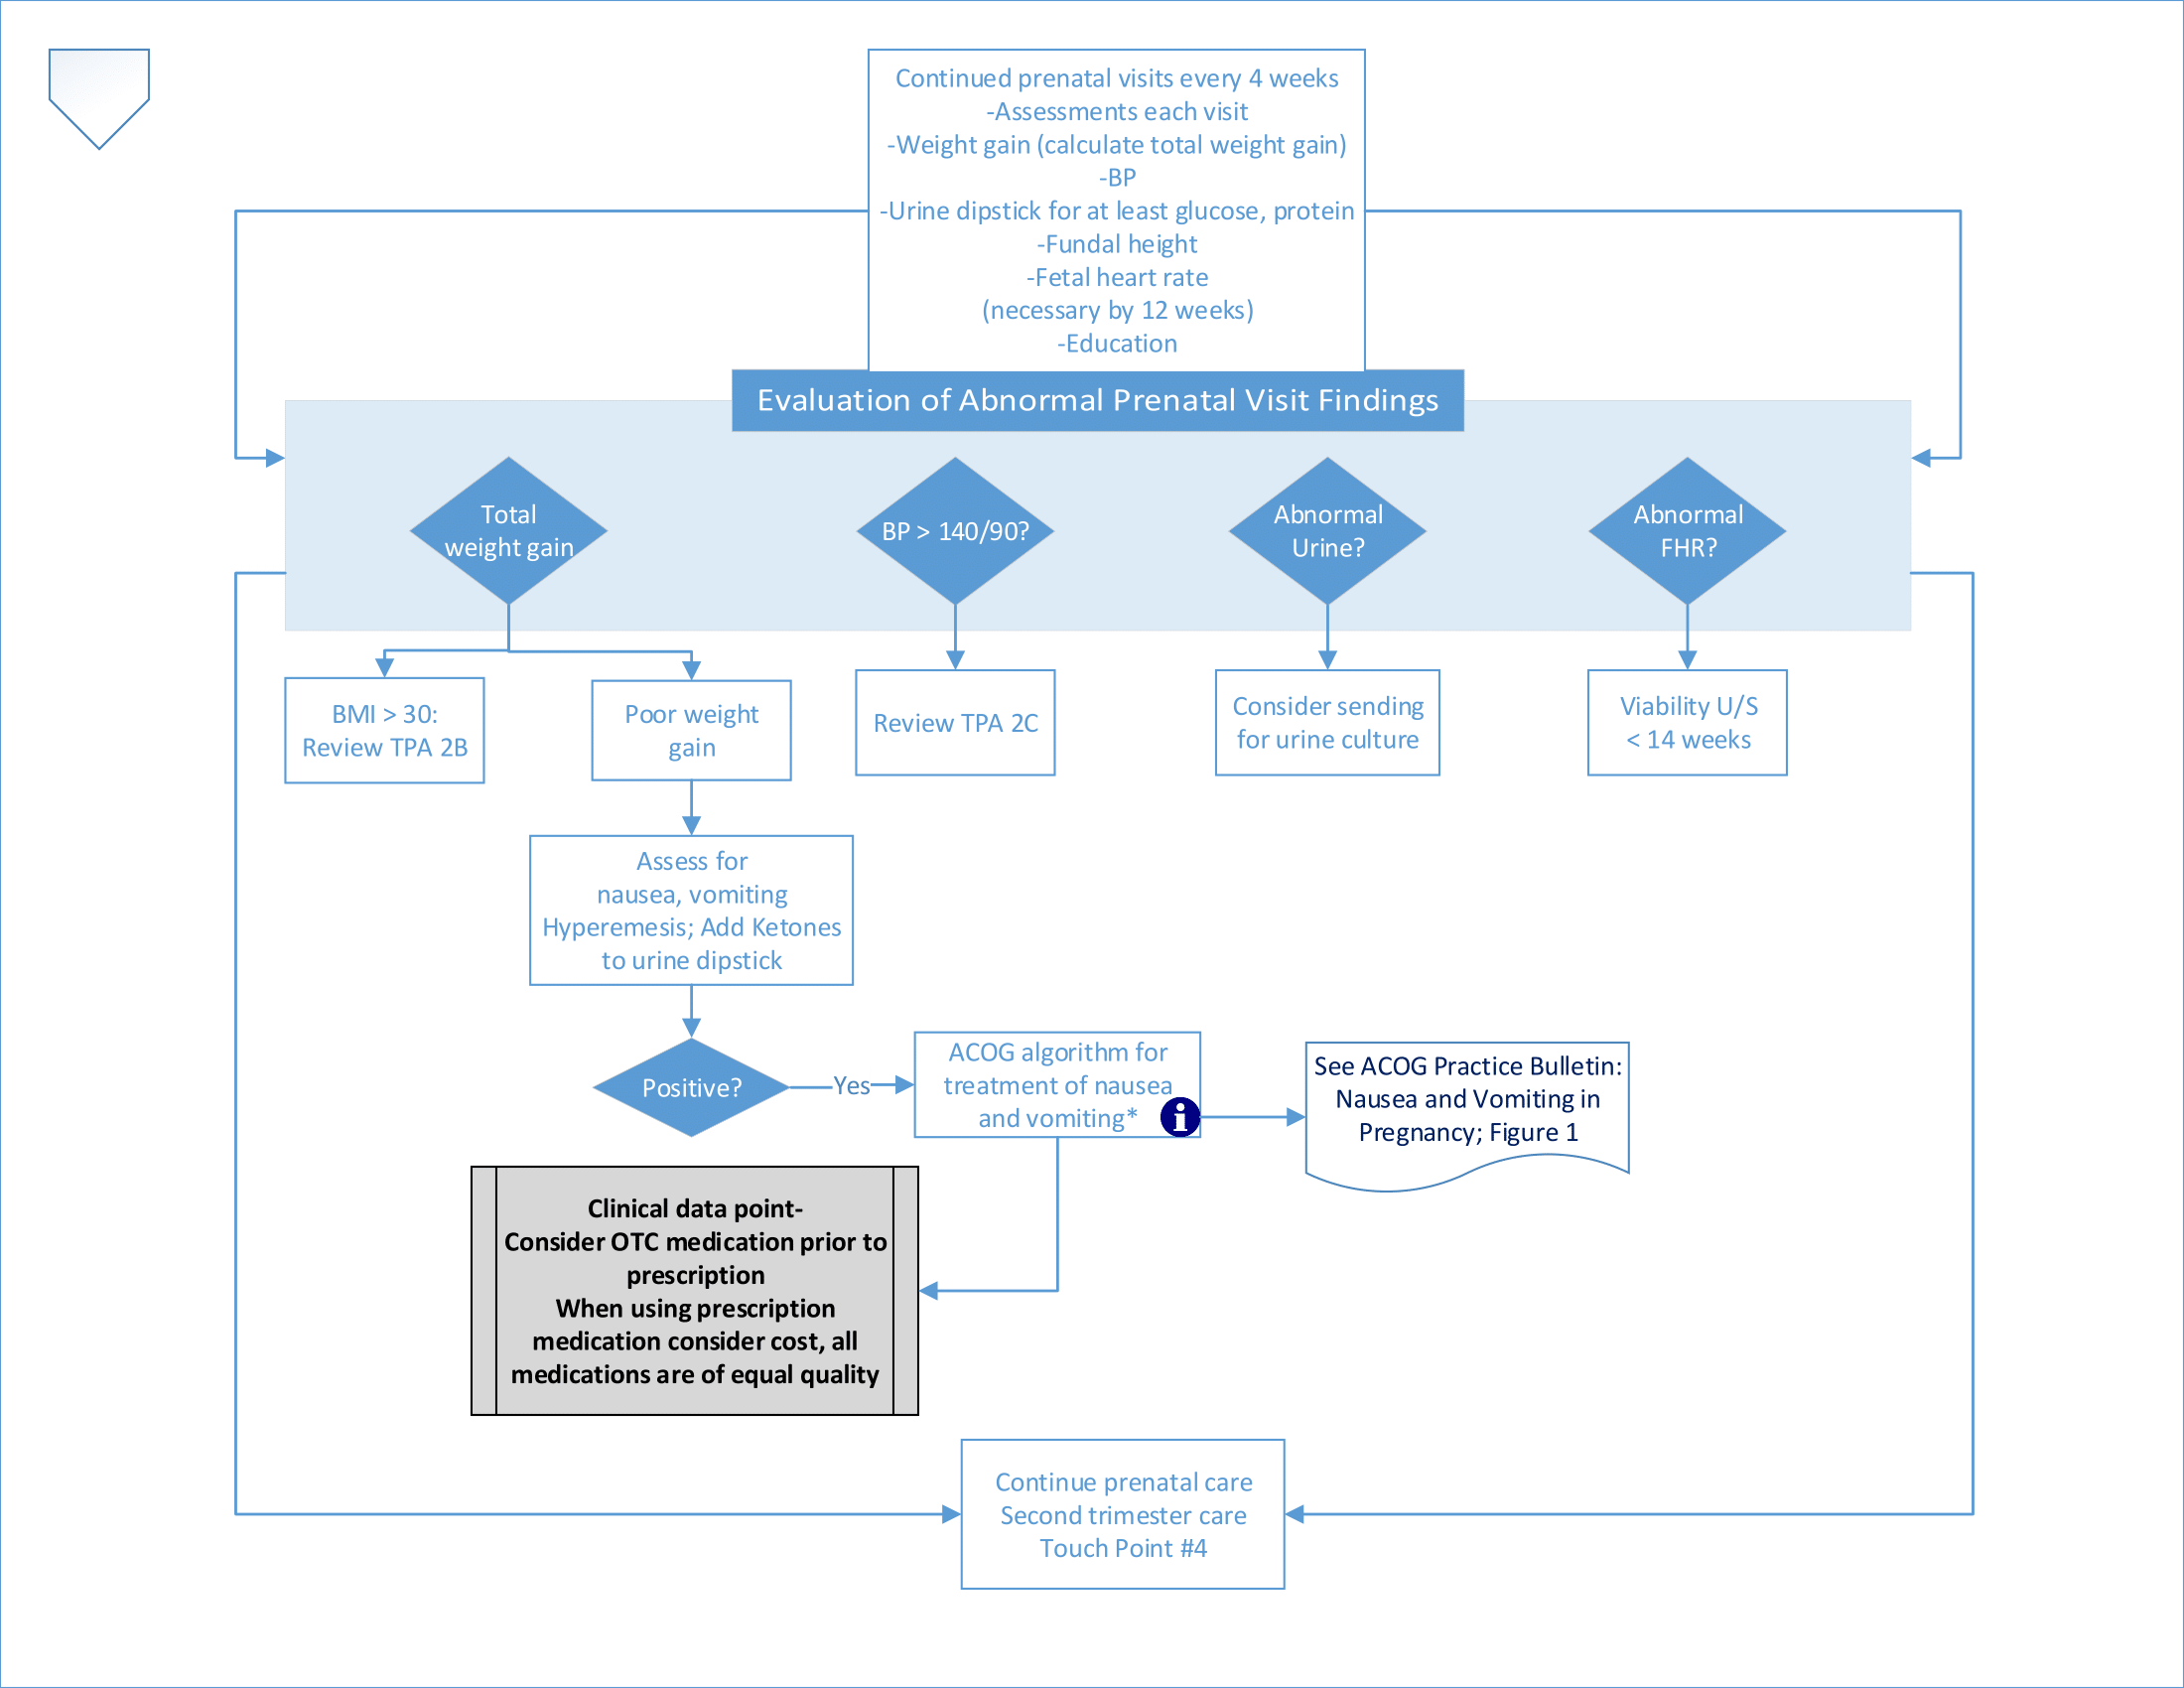 Continued prenatal visits every 4 weeks
-Assessments each visit
-Weight gain (calculate total weight gain)
-BP
-Urine dipstick for at least glucose, protein
-Fundal height
-Fetal heart rate
(necessary by 12 weeks)
-Education
Evaluation of Abnormal Prenatal Visit Findings
Total
weight gain
BP > 140/90?
Abnormal
Urine?
Abnormal
FHR?
BMI > 30:
Review TPA 2B
Poor weight
gain
Review TPA 2C
Consider sending
for urine culture
Viability U/S
< 14 weeks
Assess for
nausea, vomiting
Hyperemesis; Add Ketones
to urine dipstick
Positive?
Yes
ACOG algorithm for
treatment of nausea
and vomiting*
i
See ACOG Practice Bulletin:
Nausea and Vomiting in
Pregnancy; Figure 1
Clinical data point-
Consider OTC medication prior to
prescription
When using prescription
medication consider cost, all
medications are of equal quality
Continue prenatal care
Second trimester care
Touch Point #4